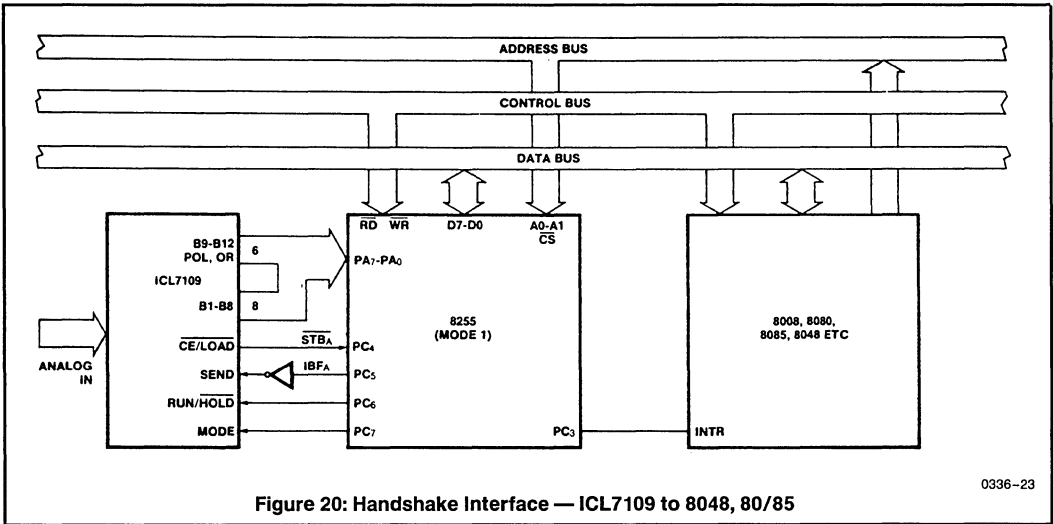 ADDRESS BUS
CONTROL BUS
DATA BUS
RD WR D7-D0 A0-A1
CS
B9-B12
POL, OR 6
ICL7109
B1-B8 8
PA7-PA0
8255
(MODE 1)
8008, 8080,
8085, 8048 ETC
ANALOG
IN
CE/LOAD STBA PC4
SEND IBFA PC5
RUN/HOLD PC6
MODE PC7 PC3 INTR
0336-23
Figure 20: Handshake Interface — ICL7109 to 8048, 80/85